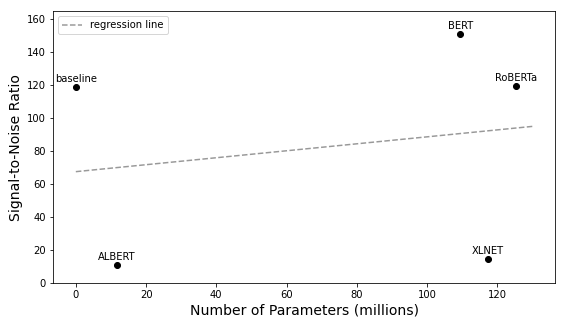 160
140
120
100
80
60
40
20
0
Signal-to-Noise Ratio
regression line
baseline
BERT
RoBERTa
ALBERT
XLNET
0 20 40 60 80 100 120
Number of Parameters (millions)